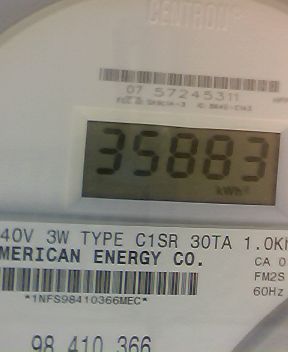 CENTRON®
07 57245311
35883
kWh
40V 3W TYPE C1SR 30TA 1.0K
MERICAN ENERGY CO.
CA 0
FM2S
60Hz
*1NFS98410366MEC*
98 410 366